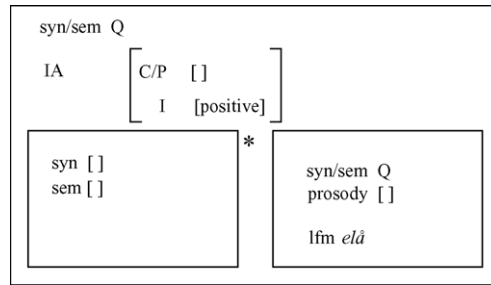 syn/sem Q
IA
C/P []
I [positive]
*
syn []
sem []
syn/sem Q
prosody []
lfm elå